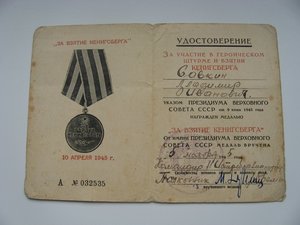 „ЗА ВЗЯТИЕ КЕНИГСБЕРГА“
10 АПРЕЛЯ 1945 г.
А № 032535
УДОСТОВЕРЕНИЕ
ЗА УЧАСТИЕ В ГЕРОИЧЕСКОМ
ШТУРМЕ И ВЗЯТИИ
КЕНИГСБЕРГА
Совкин
Владимир
Иванович
УКАЗОМ ПРЕЗИДИУМА ВЕРХОВНОГО
СОВЕТА СССР от 9 июня 1945 года
НАГРАЖДЕН МЕДАЛЬЮ
„ЗА ВЗЯТИЕ КЕНИГСБЕРГА“
От имени ПРЕЗИДИУМА ВЕРХОВНОГО
СОВЕТА СССР МЕДАЛЬ ВРУЧЕНА
5
Командир